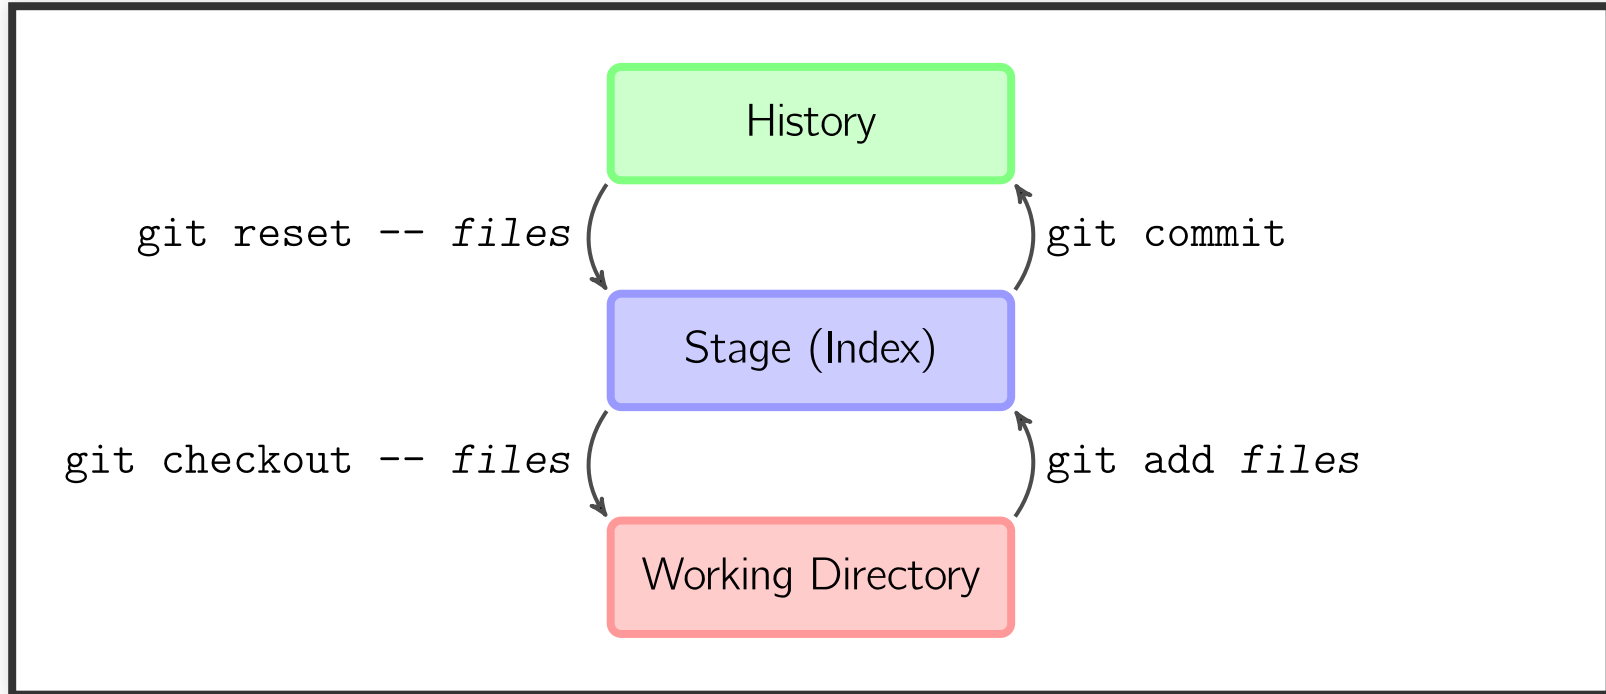 History
git reset -- files
git commit
Stage (Index)
git checkout -- files
git add files
Working Directory